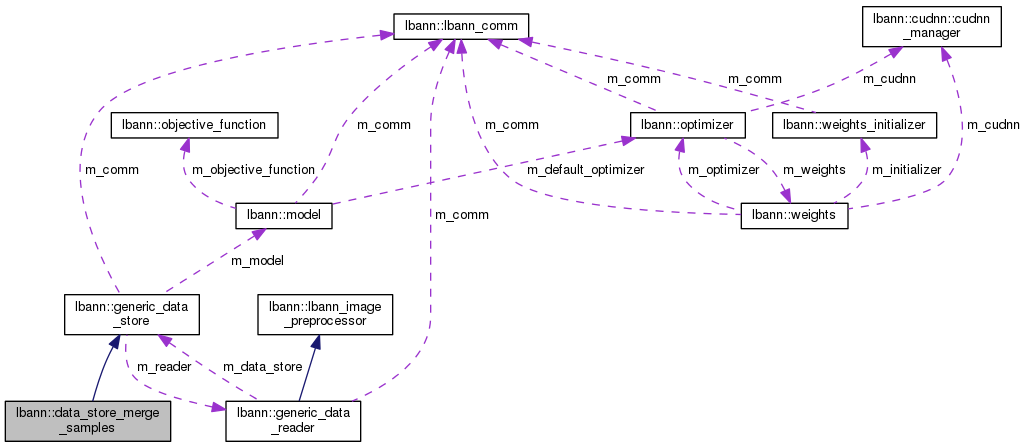 lbann::lbann_comm
lbann::cudnn::cudnn
_manager
m_comm
m_comm
m_cudnn
lbann::objective_function
m_comm
m_comm
lbann::optimizer
lbann::weights_initializer
m_cudnn
m_comm
m_objective_function
m_default_optimizer
m_optimizer
m_weights
m_initializer
lbann::model
m_comm
lbann::weights
m_model
lbann::generic_data
_store
lbann::lbann_image
_preprocessor
m_reader
m_data_store
lbann::data_store_merge
_samples
lbann::generic_data
_reader